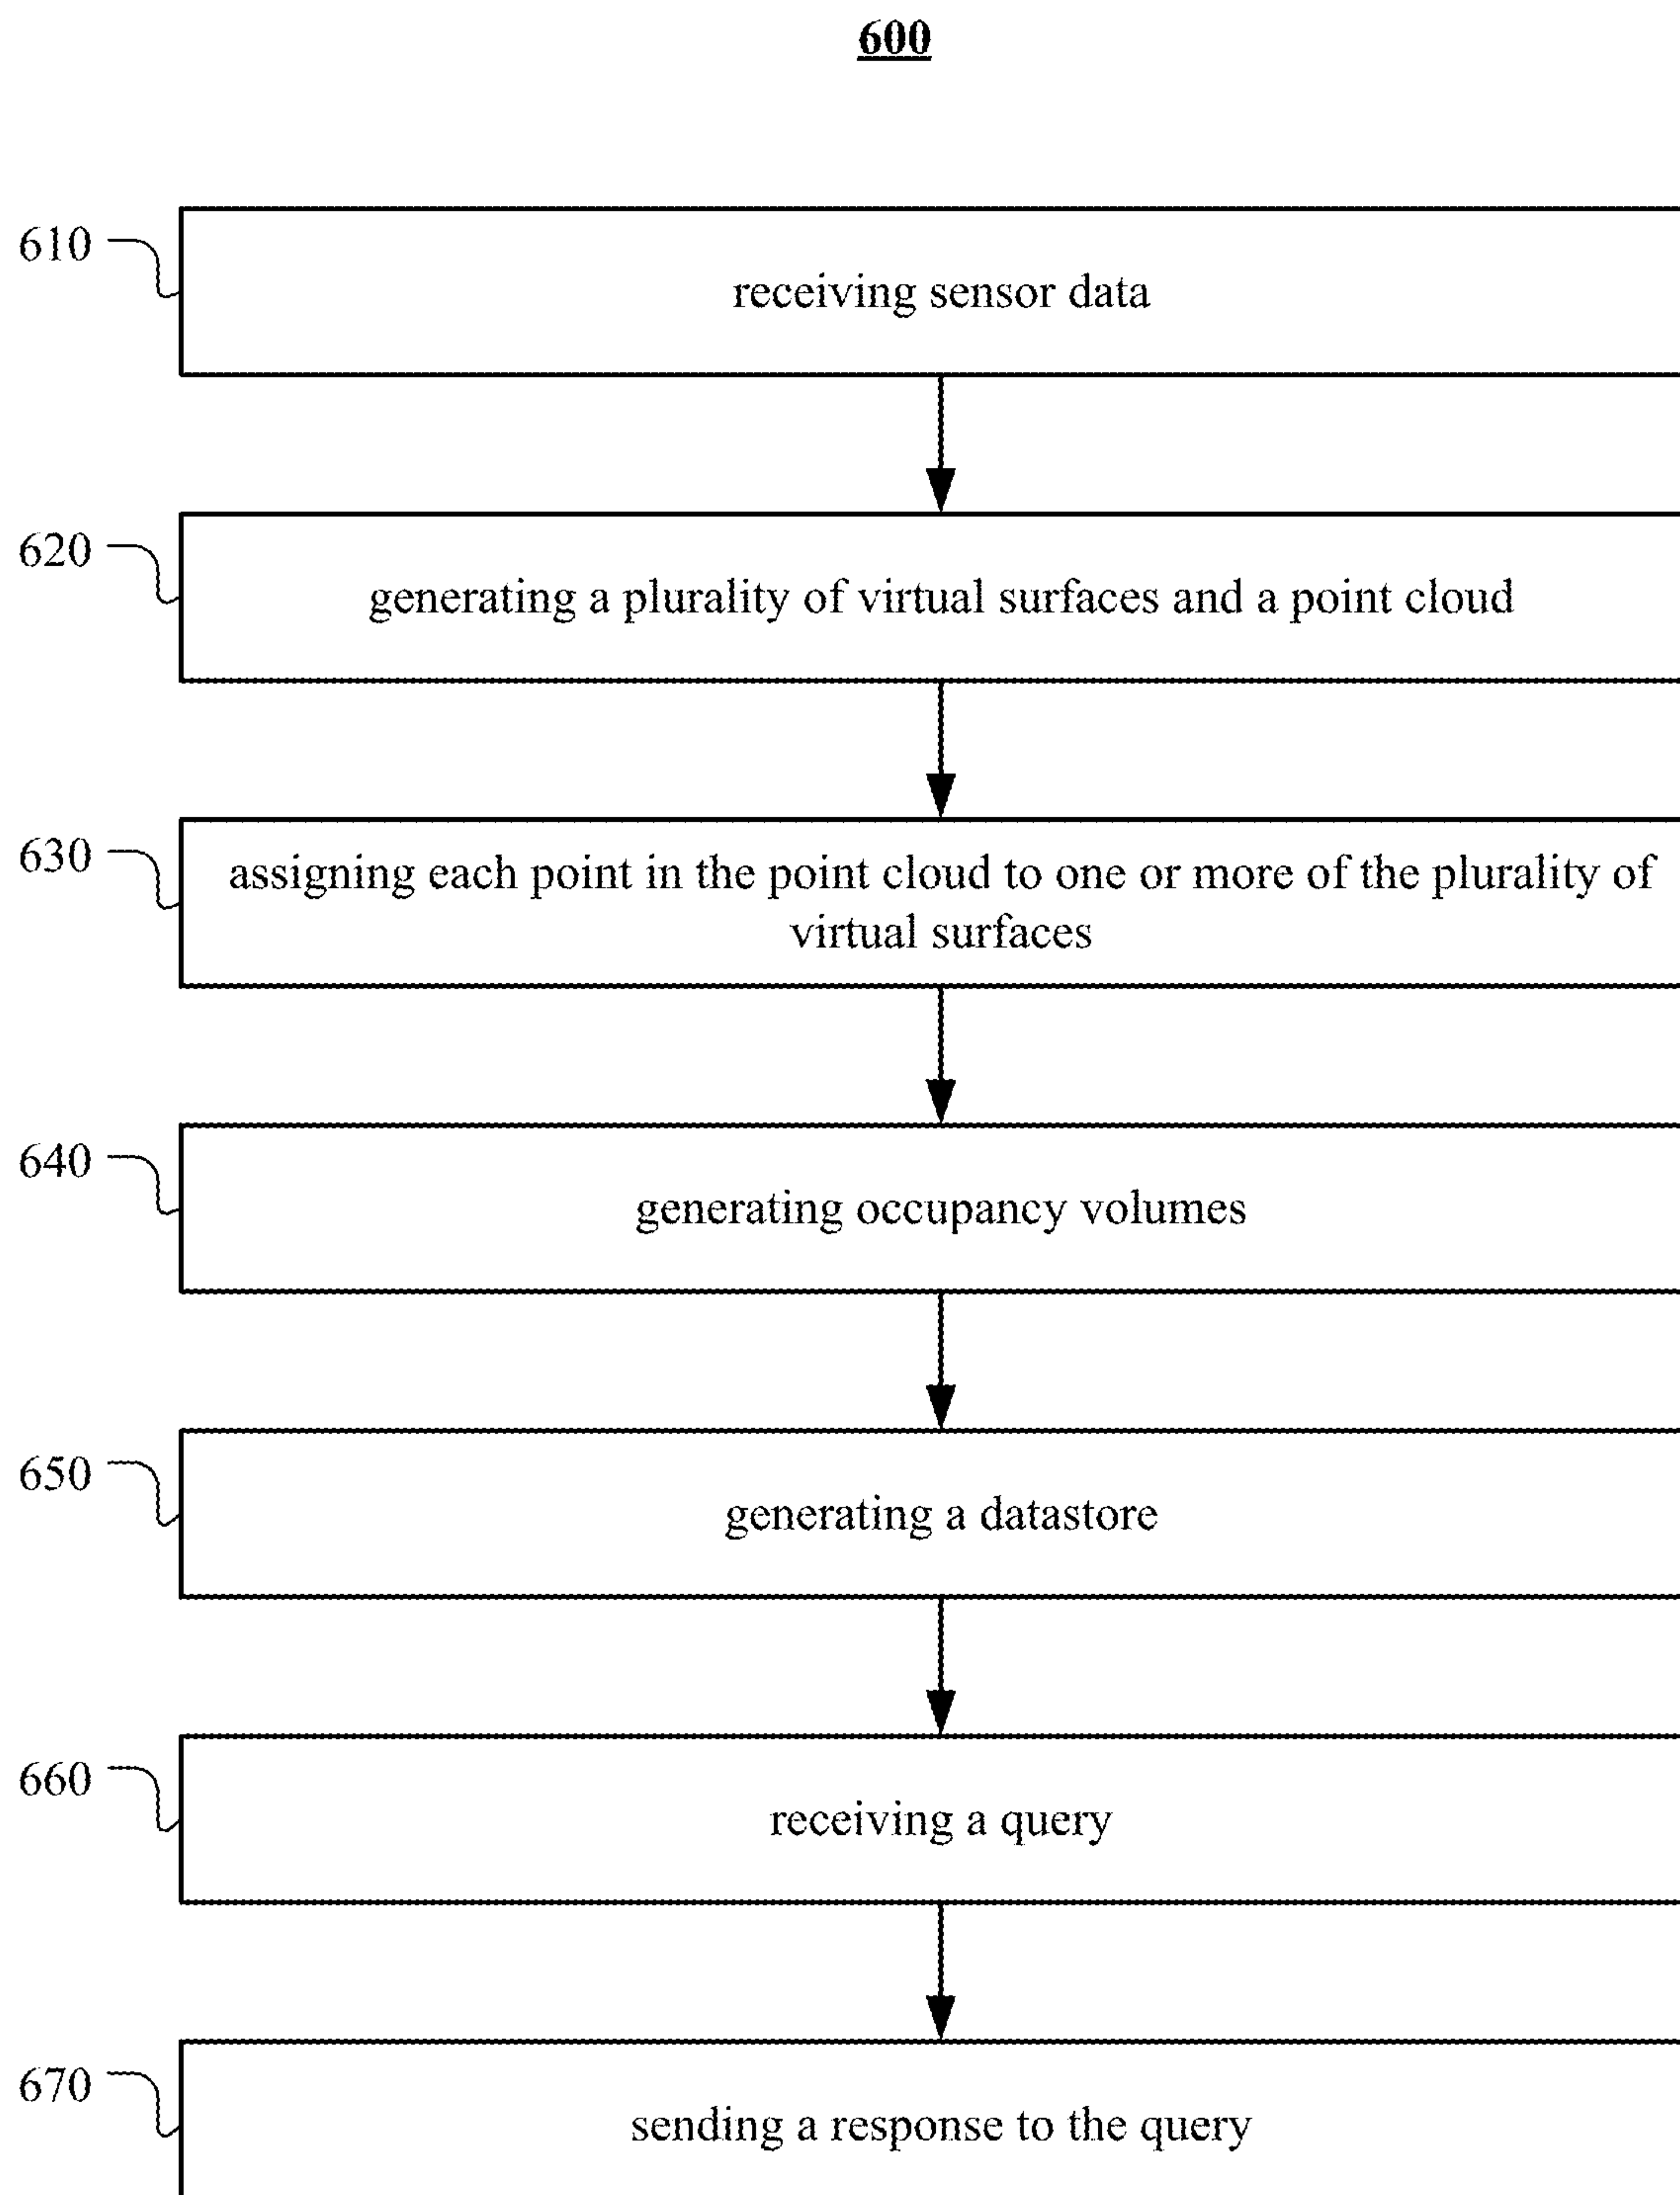 600
610
receiving sensor data
620
generating a plurality of virtual surfaces and a point cloud
630
assigning each point in the point cloud to one or more of the plurality of
virtual surfaces
640
generating occupancy volumes
650
generating a datastore
660
receiving a query
670
sending a response to the query